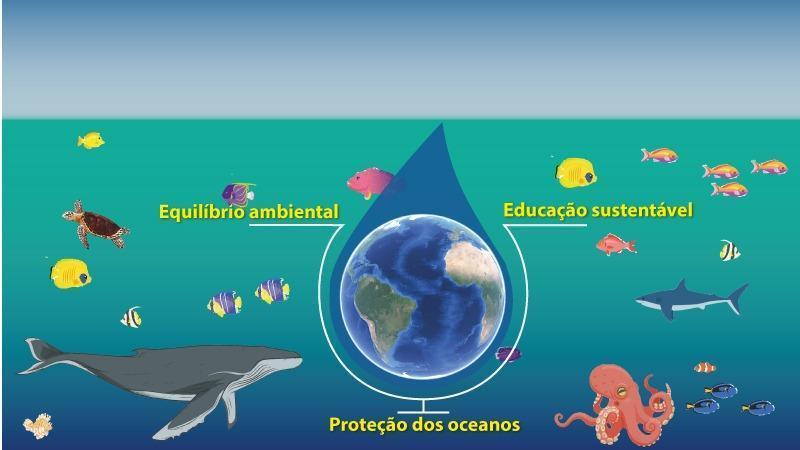 Equilíbrio ambiental
Educação sustentável
Proteção dos oceanos